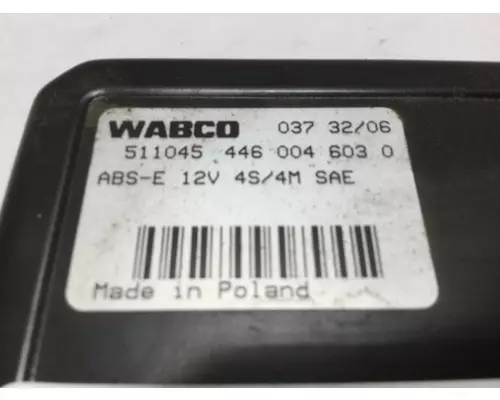 WABCO 037 32/06
511045 446 004 603 0
ABS-E 12V 4S/4M SAE
Made in Poland